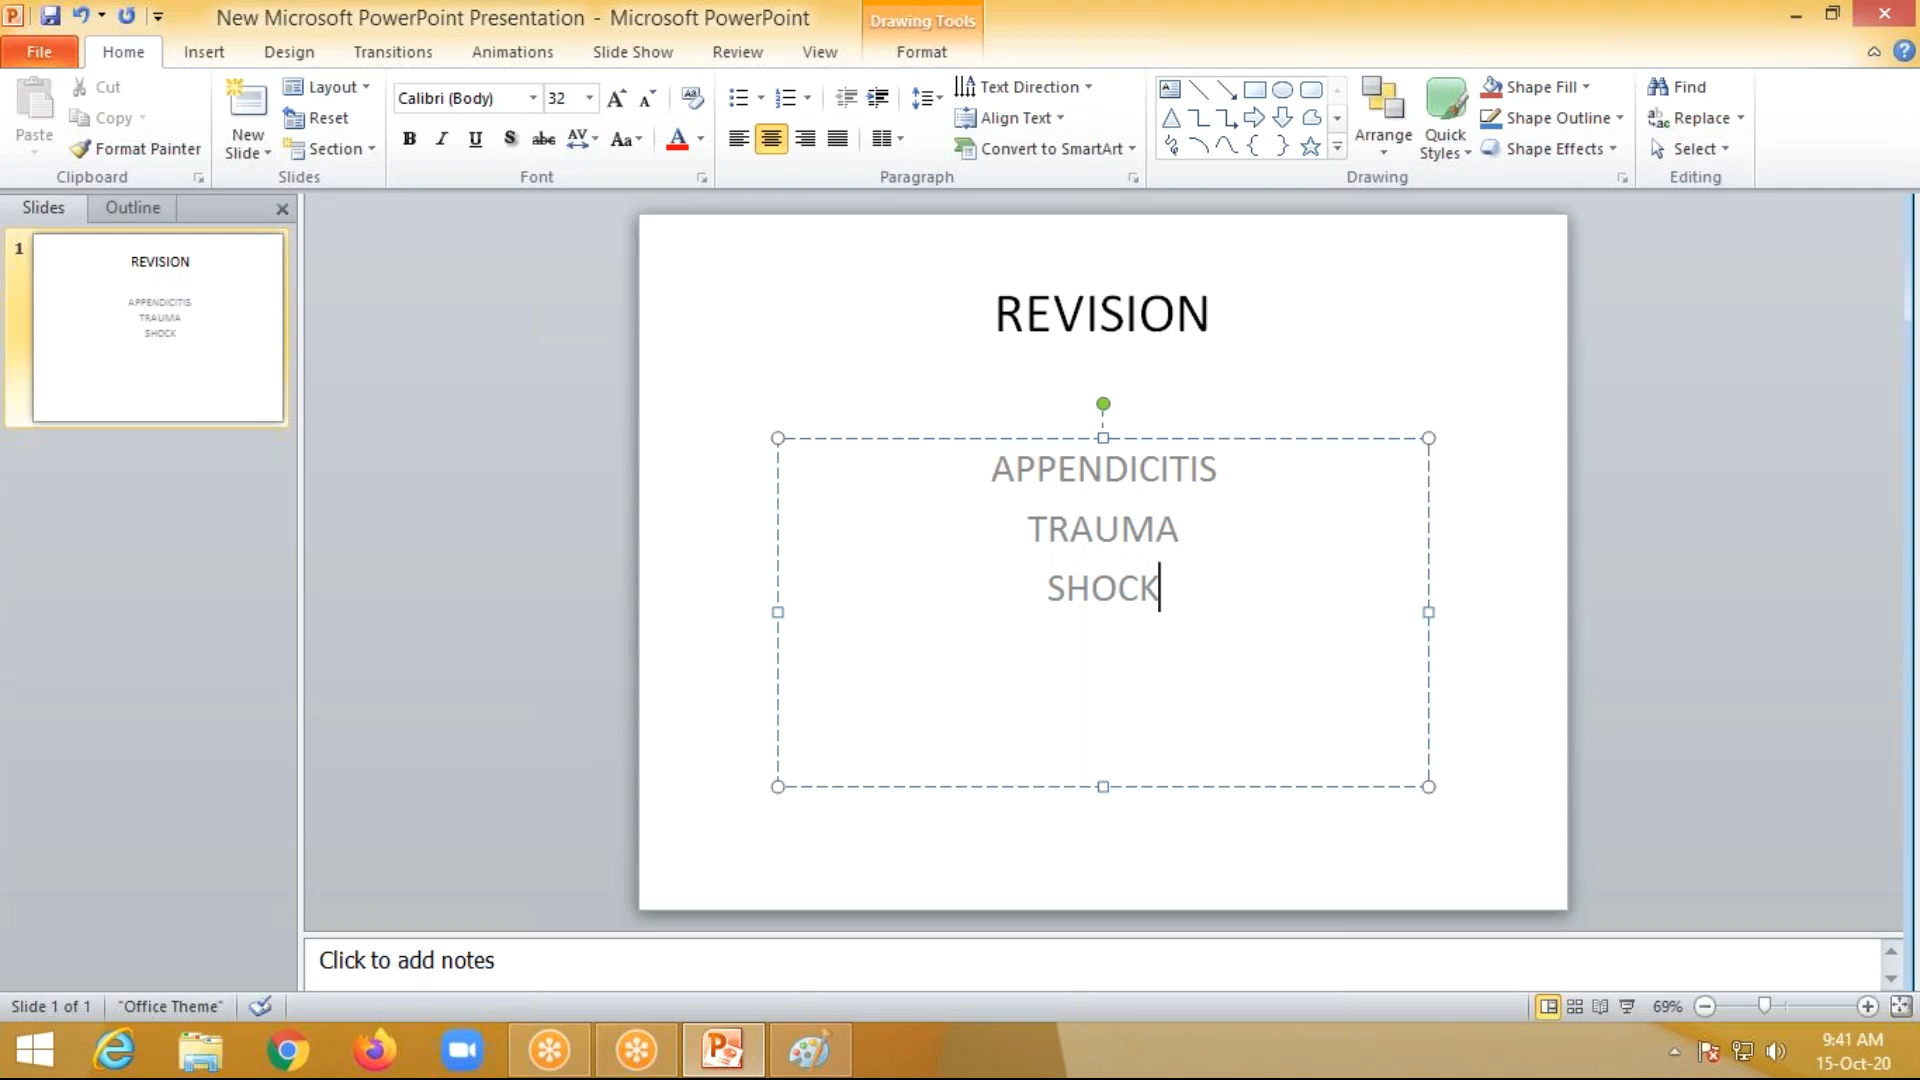 New Microsoft PowerPoint Presentation - Microsoft PowerPoint
Drawing Tools
File Home Insert Design Transitions Animations Slide Show Review View Format
Paste
Cut
Copy
Format Painter
Clipboard
New Slide
Layout
Reset
Section
Slides
Calibri (Body) 32
B I U S abc AV Aa A
Font
Text Direction
Align Text
Convert to SmartArt
Paragraph
Arrange
Quick Styles
Shape Fill
Shape Outline
Shape Effects
Drawing
Find
Replace
Select
Editing
Slides Outline
1
REVISION
APPENDICITIS
TRAUMA
SHOCK
REVISION
APPENDICITIS
TRAUMA
SHOCK
Click to add notes
Slide 1 of 1 "Office Theme" 69%
9:41 AM
15-Oct-20